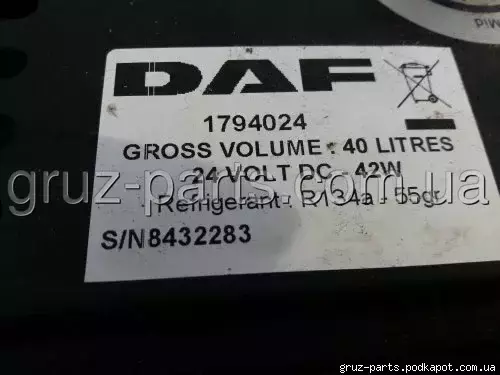 DAF
1794024
GROSS VOLUME : 40 LITRES
24 VOLT DC - 42W
Refrigerant - R134a - 55gr
S/N8432283
gruz-parts.com.ua
gruz-parts.podkapot.com.ua